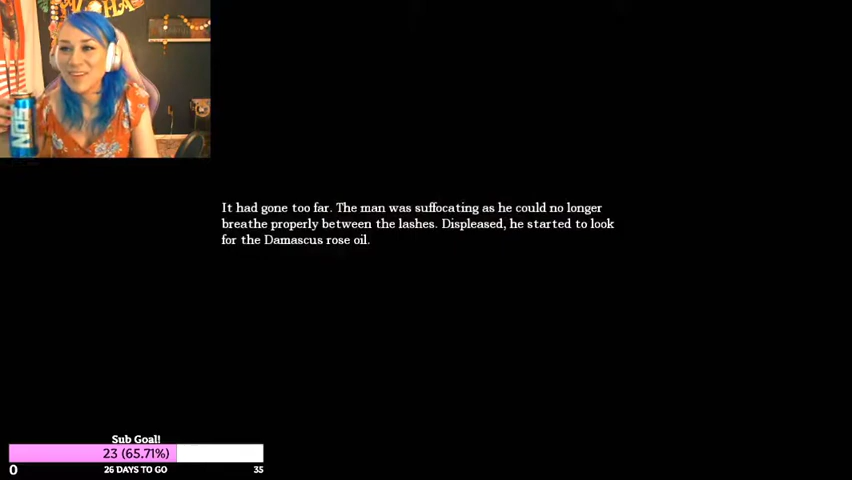 NOS
It had gone too far. The man was suffocating as he could no longer
breathe properly between the lashes. Displeased, he started to look
for the Damascus rose oil.
Sub Goal!
23 (65.71%)
0 26 DAYS TO GO 35